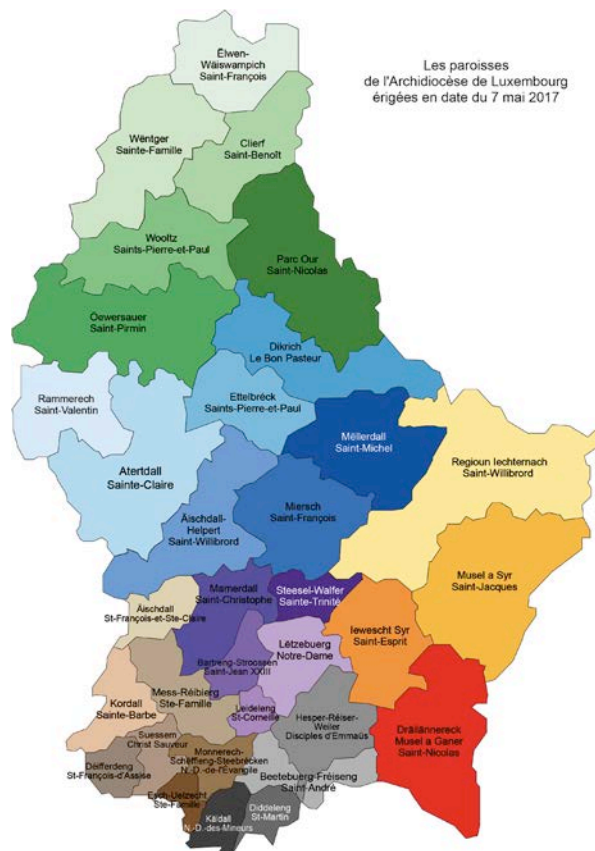 Les paroisses
de l'Archidiocèse de Luxembourg
érigées en date du 7 mai 2017
Ëlwen-
Wäiswampich
Saint-François
Wëntger
Sainte-Famille
Clierf
Saint-Benoît
Wooltz
Saints-Pierre-et-Paul
Parc Our
Saint-Nicolas
Öewersauer
Saint-Pirmin
Dikrich
Le Bon Pasteur
Rammerech
Saint-Valentin
Ettelbréck
Saints-Pierre-et-Paul
Atertdall
Sainte-Claire
Mëllerdall
Saint-Michel
Regioun Iechternach
Saint-Willibrord
Äischdall-
Helpert
Saint-Willibrord
Miersch
Saint-François
Musel a Syr
Saint-Jacques
Äischdall
St-François-et-Ste-Claire
Mamerdall
Saint-Christophe
Steesel-Walfer
Sainte-Trinité
Iewescht Syr
Saint-Esprit
Bartreng-Stroossen
Saint-Jean XXIII
Lëtzebuerg
Notre-Dame
Mess-Réibierg
Ste-Famille
Kordall
Sainte-Barbe
Leideleng
St-Corneille
Hesper-Réiser-
Weiler
Disciples d'Emmaüs
Dräilännereck
Musel a Ganer
Saint-Nicolas
Suessem
Christ Sauveur
Monnerech-
Schëffleng-Steebrécken
N.-D.-de-l'Évangile
Déifferdeng
St-François-d'Assise
Beetebuerg-Fréiseng
Saint-André
Esch-Uelzecht
Ste-Famille
Käldall
N.-D.-des-Mineurs
Diddeleng
St-Martin